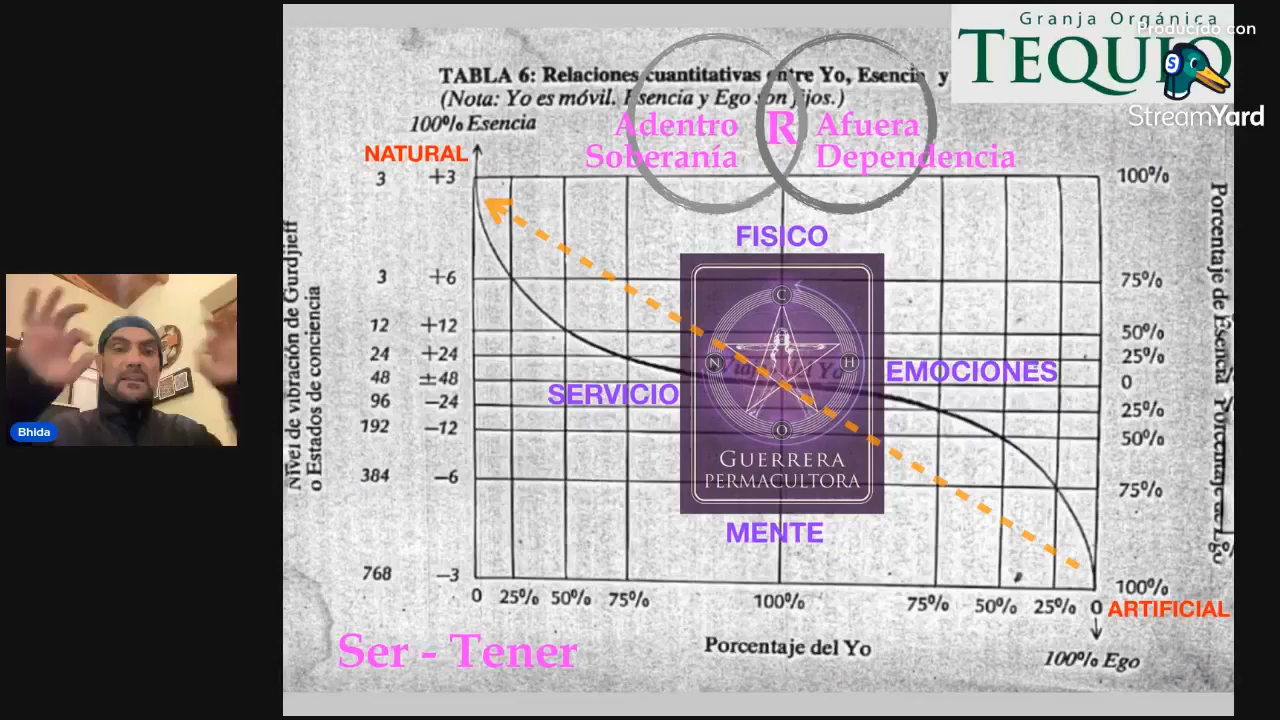 Granja Orgánica
TEQUIO
Producido con
StreamYard
TABLA 6: Relaciones cuantitativas entre Yo, Esencia y
(Nota: Yo es móvil. Esencia y Ego son fijos.)
100% Esencia
Adentro R Afuera
Soberanía Dependencia
NATURAL
3 +3 100%
3 +6 75%
12 +12 50%
24 +24 25%
48 ±48 0
96 −24 25%
192 −12 50%
384 −6 75%
768 −3 100%
Nivel de vibración de Gurdjieff
o Estados de conciencia
Porcentaje de Esencia
Porcentaje de Ego
FISICO
C
N
H
O
EMOCIONES
SERVICIO
GUERRERA
PERMACULTORA
MENTE
Bhida
0 25% 50% 75% 100% 75% 50% 25% 0
ARTIFICIAL
Ser - Tener
Porcentaje del Yo
100% Ego